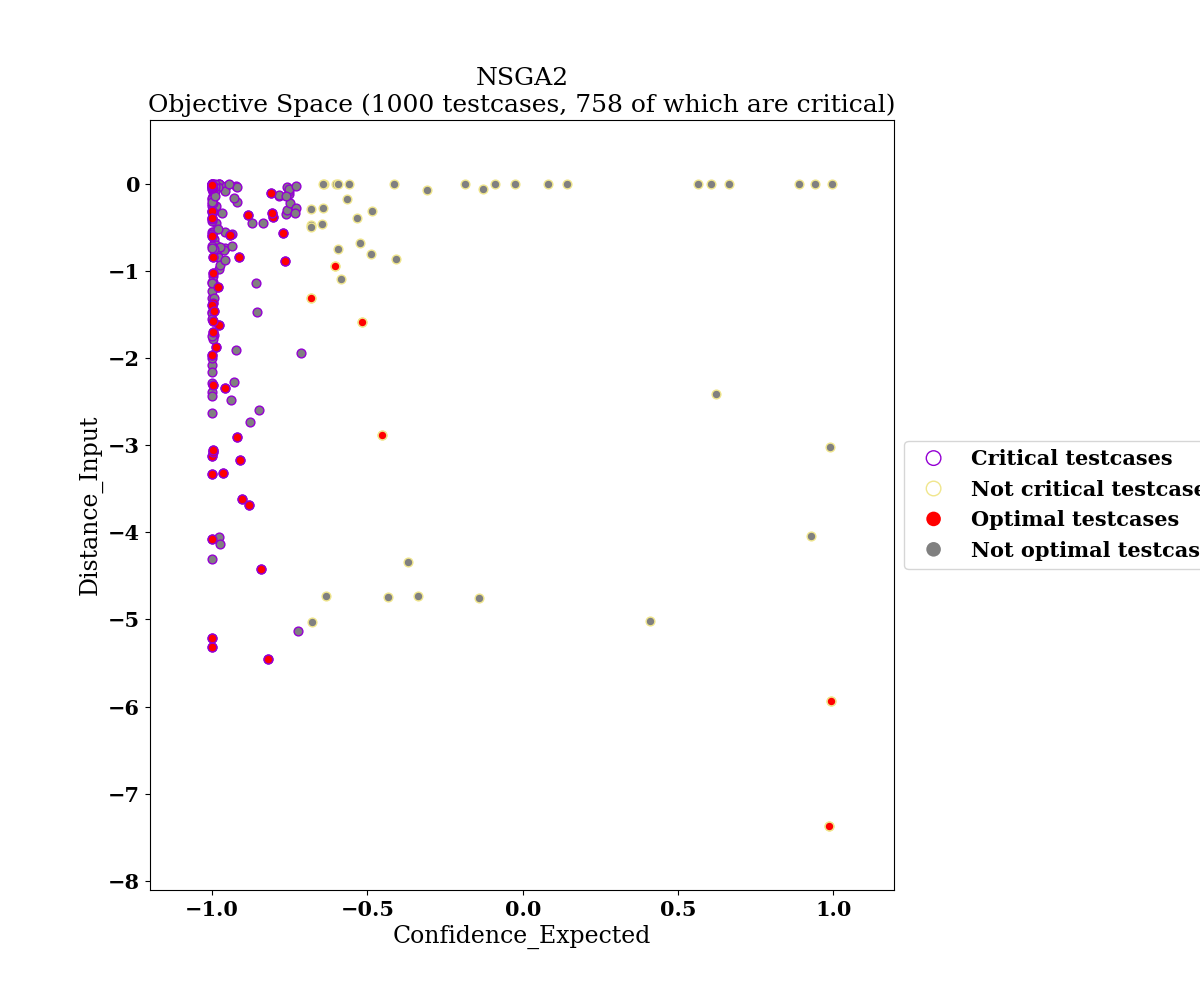 NSGA2
Objective Space (1000 testcases, 758 of which are critical)
0
−1
−2
−3
−4
−5
−6
−7
−8
Distance_Input
−1.0 −0.5 0.0 0.5 1.0
Confidence_Expected
Critical testcases
Not critical testcase
Optimal testcases
Not optimal testcas